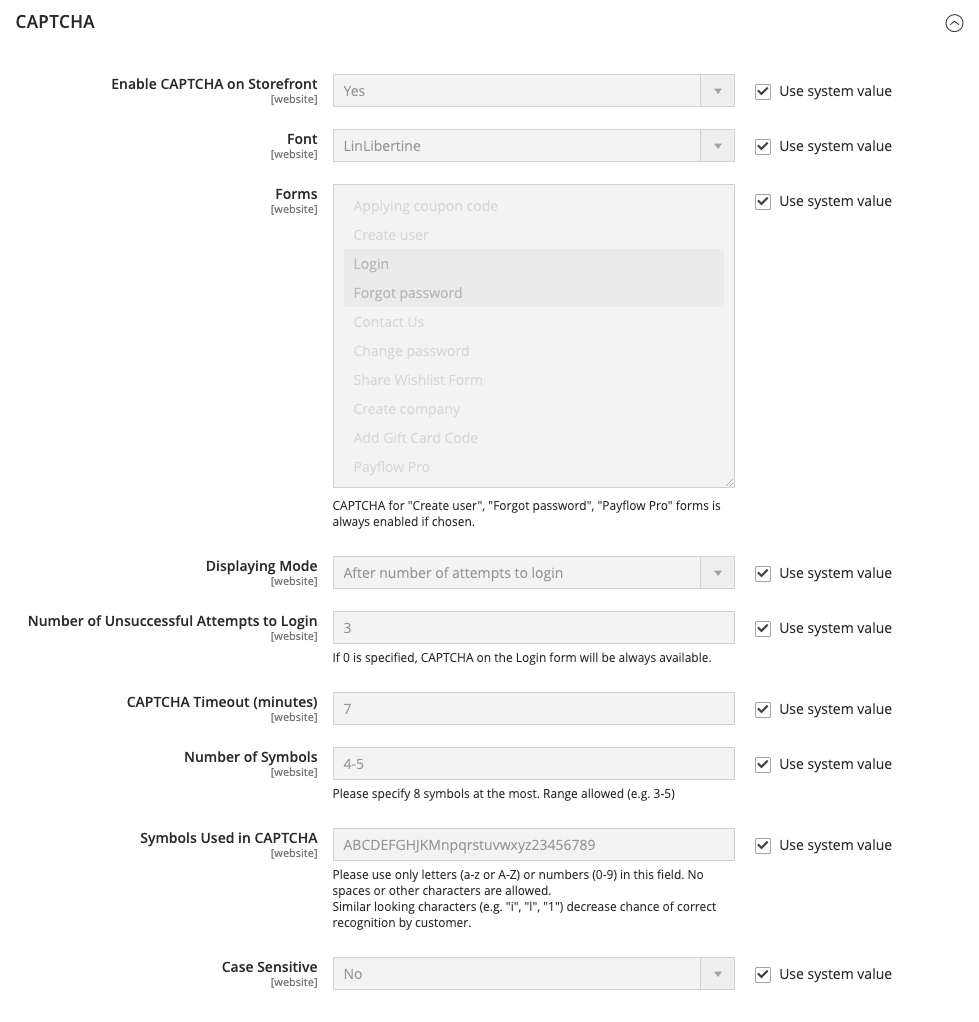 CAPTCHA
Enable CAPTCHA on Storefront
[website]
Yes
Use system value
Font
[website]
LinLibertine
Use system value
Forms
[website]
Applying coupon code
Create user
Login
Forgot password
Contact Us
Change password
Share Wishlist Form
Create company
Add Gift Card Code
Payflow Pro
Use system value
CAPTCHA for "Create user", "Forgot password", "Payflow Pro" forms is
always enabled if chosen.
Displaying Mode
[website]
After number of attempts to login
Use system value
Number of Unsuccessful Attempts to Login
[website]
3
Use system value
If 0 is specified, CAPTCHA on the Login form will be always available.
CAPTCHA Timeout (minutes)
[website]
7
Use system value
Number of Symbols
[website]
4-5
Use system value
Please specify 8 symbols at the most. Range allowed (e.g. 3-5)
Symbols Used in CAPTCHA
[website]
ABCDEFGHJKMnpqrstuvwxyz23456789
Use system value
Please use only letters (a-z or A-Z) or numbers (0-9) in this field. No
spaces or other characters are allowed.
Similar looking characters (e.g. "i", "l", "1") decrease chance of correct
recognition by customer.
Case Sensitive
[website]
No
Use system value